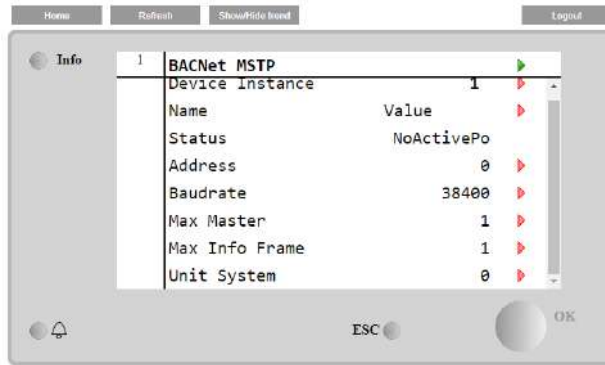 Home Refresh Show/Hide trend Logout
Info 1 BACNet MSTP
Device Instance 1
Name Value
Status NoActivePo
Address 0
Baudrate 38400
Max Master 1
Max Info Frame 1
Unit System 0
ESC OK